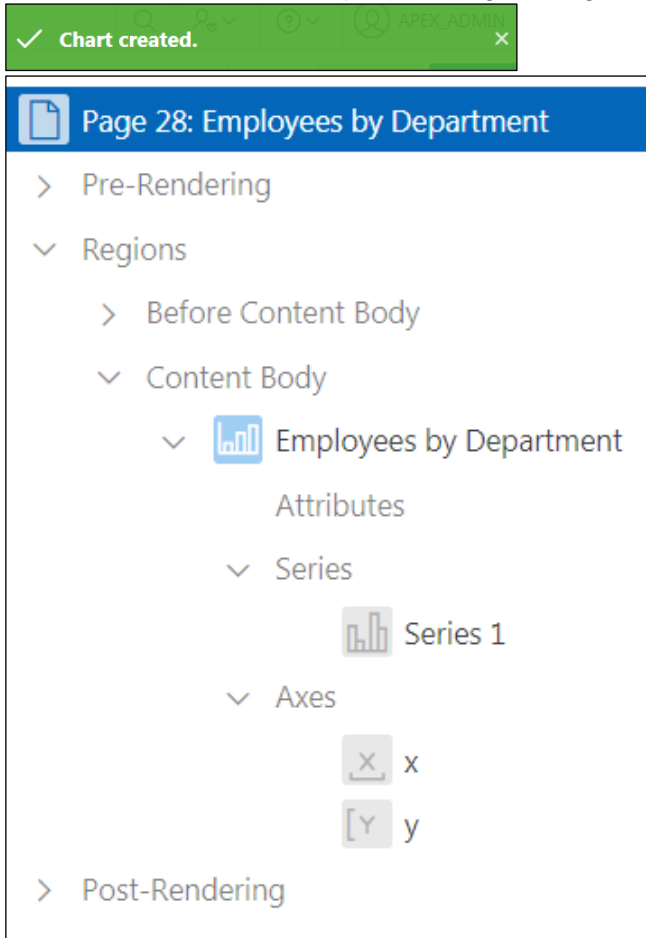 APEX_ADMIN
Chart created.
Page 28: Employees by Department
Pre-Rendering
Regions
Before Content Body
Content Body
Employees by Department
Attributes
Series
Series 1
Axes
X x
Y y
Post-Rendering